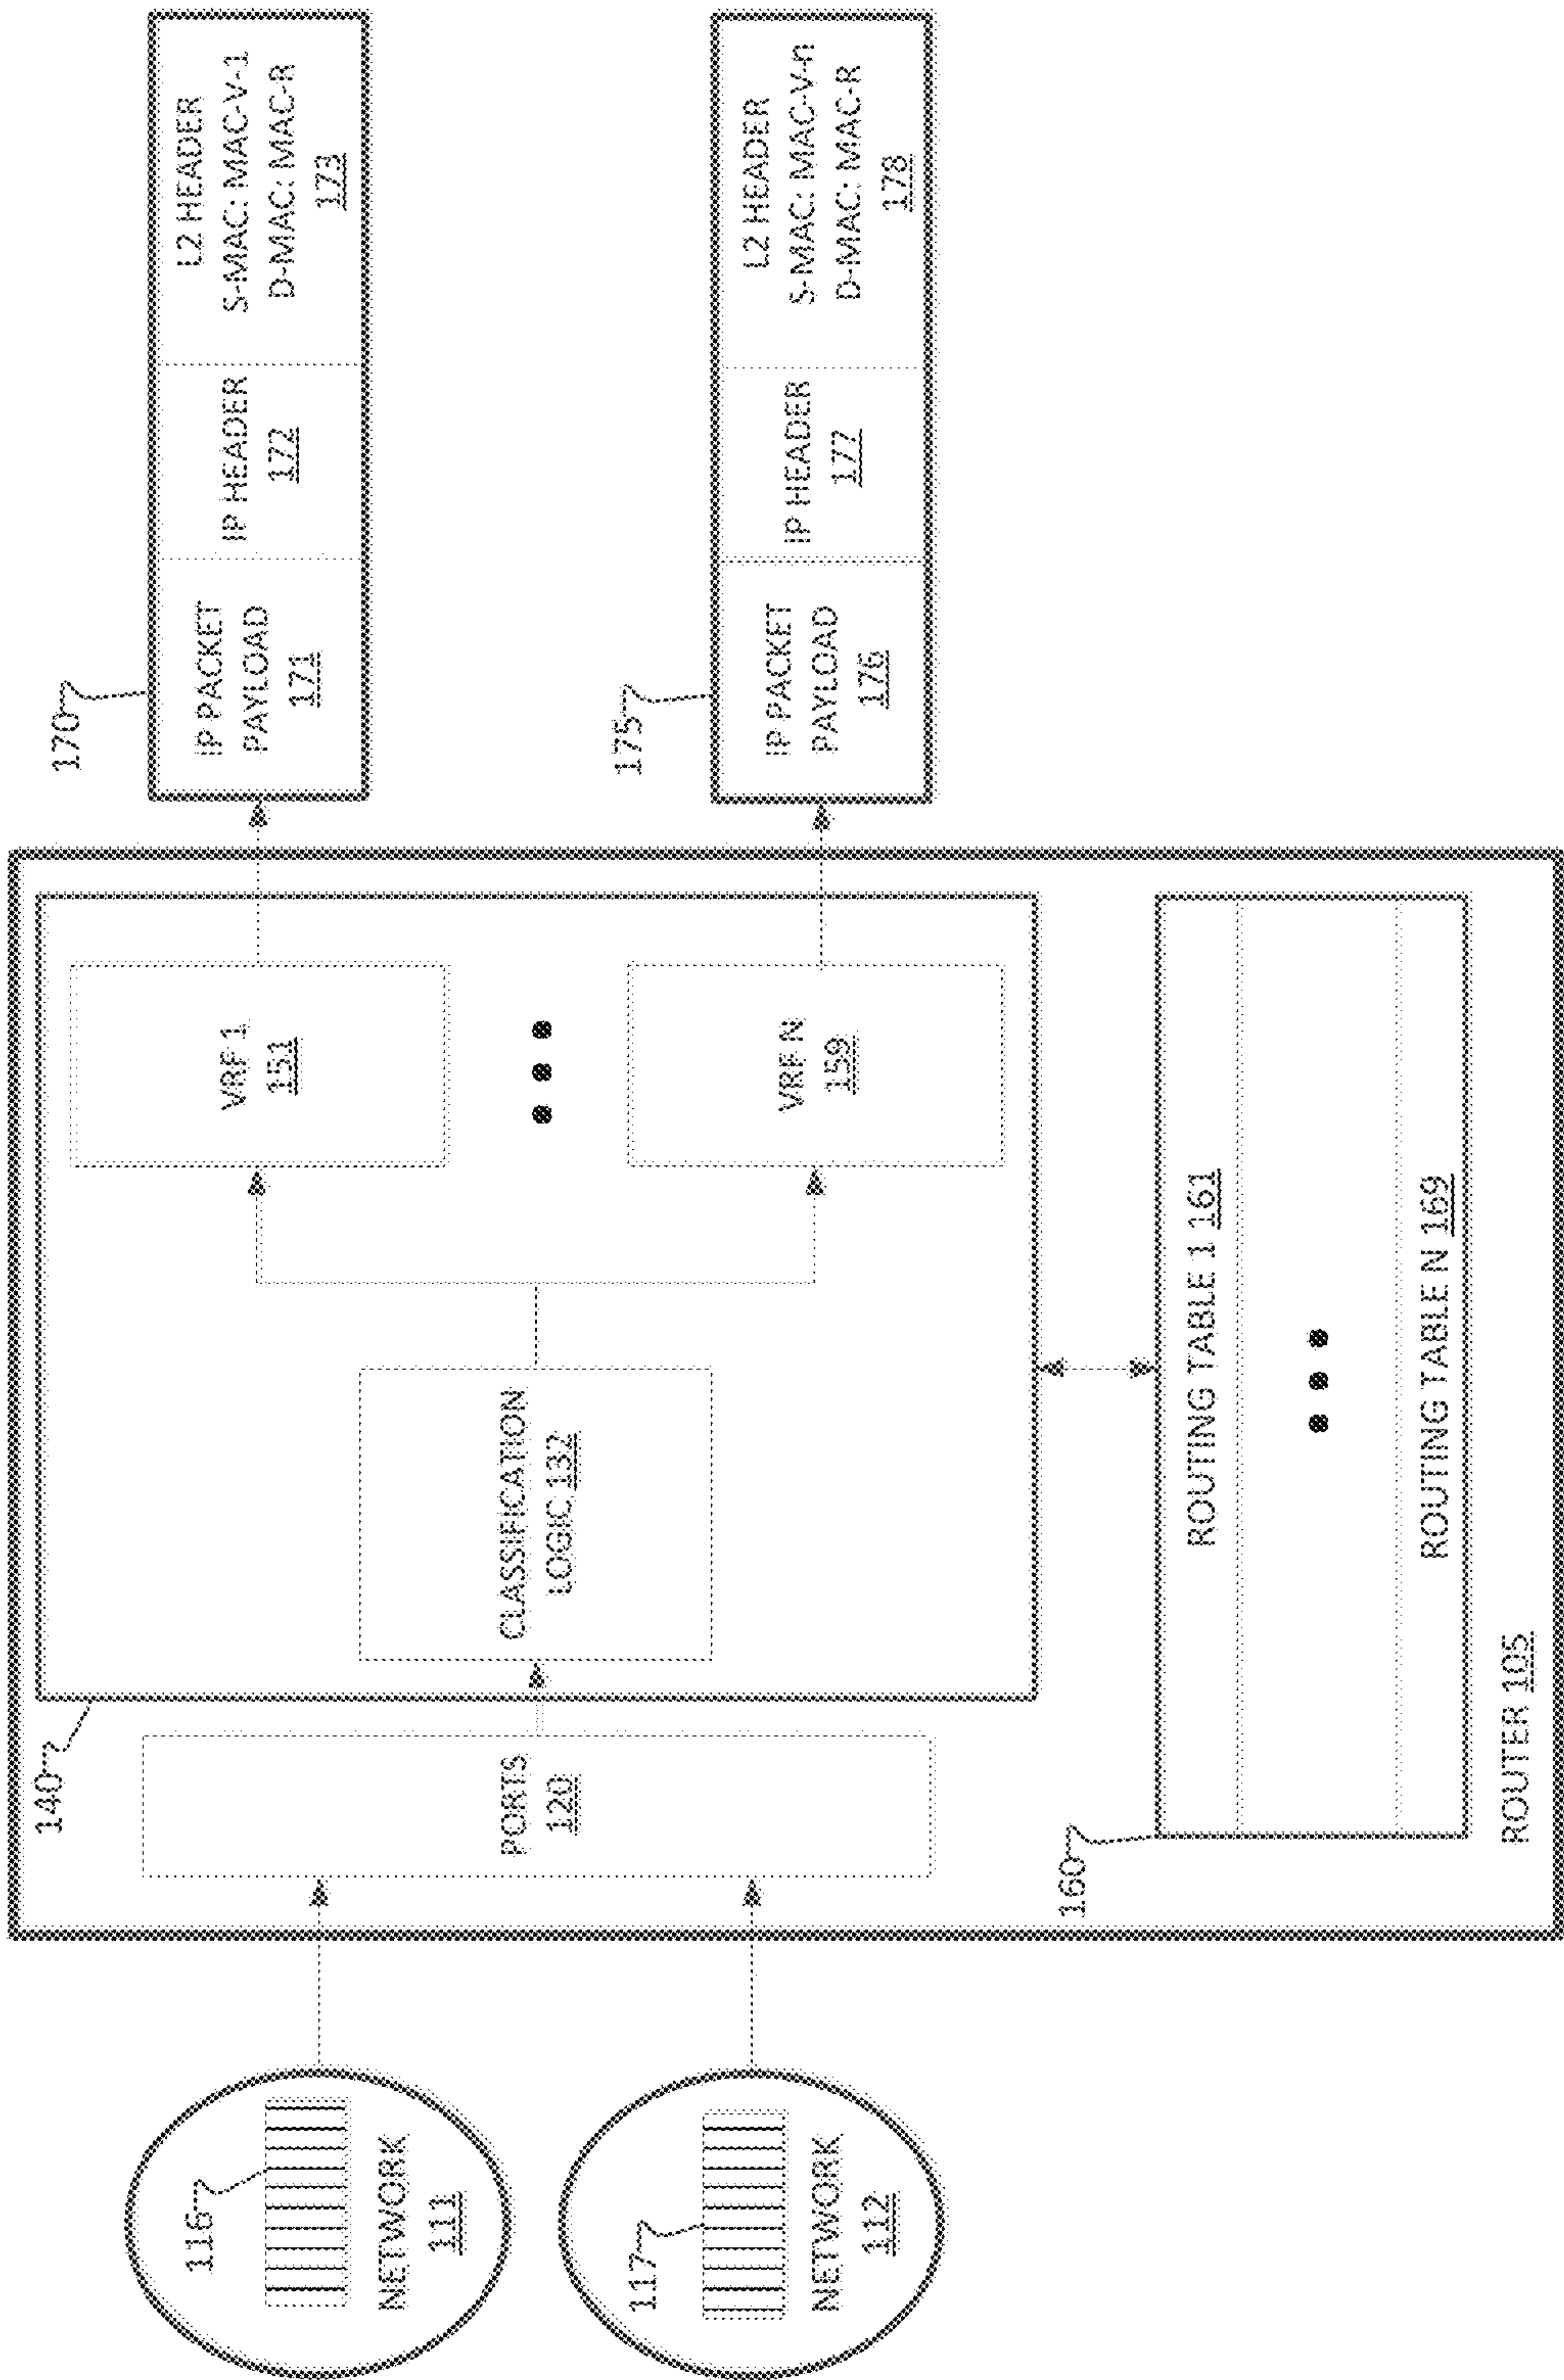 116
NETWORK
111
117
NETWORK
112
PORTS
120
140
CLASSIFICATION
LOGIC 132
VRF 1
151
VRF N
159
160
ROUTING TABLE 1 161
ROUTING TABLE N 169
ROUTER 105
170
IP PACKET
PAYLOAD
171
IP HEADER
172
L2 HEADER
S-MAC: MAC-V-1
D-MAC: MAC-R
173
175
IP PACKET
PAYLOAD
176
IP HEADER
177
L2 HEADER
S-MAC: MAC-V-n
D-MAC: MAC-R
178